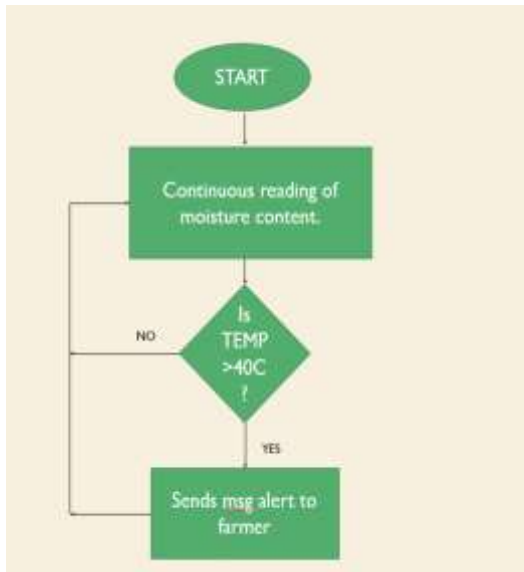 START
Continuous reading of
moisture content.
Is
TEMP
>40C
?
NO
YES
Sends msg alert to
farmer